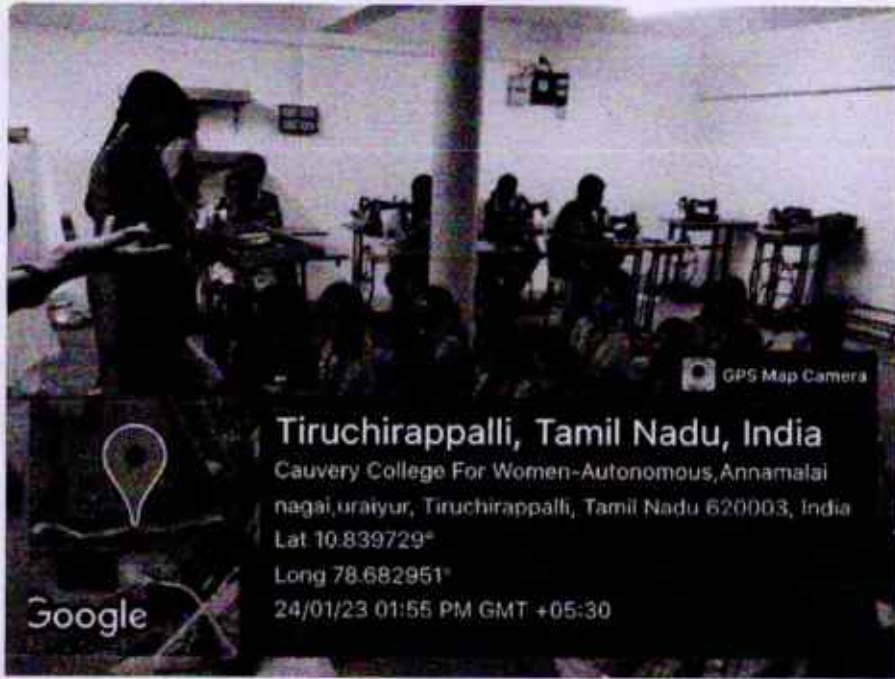 GPS Map Camera
Tiruchirappalli, Tamil Nadu, India
Cauvery College For Women-Autonomous,Annamalai
nagai,uraiyur, Tiruchirappalli, Tamil Nadu 620003, India
Lat 10.839729°
Long 78.682951°
24/01/23 01:55 PM GMT +05:30
Google